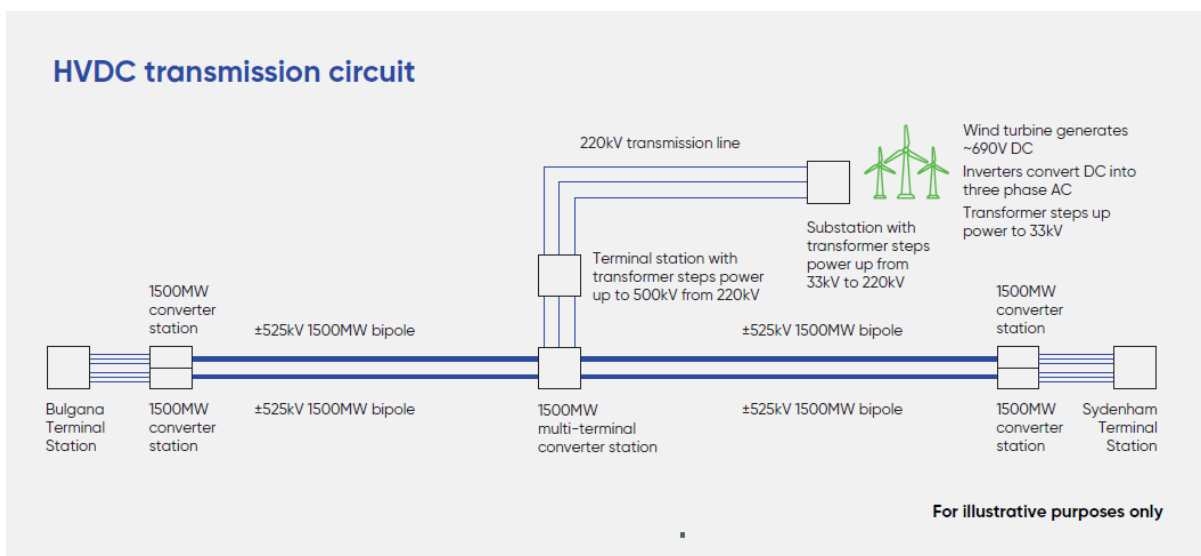 HVDC transmission circuit
220kV transmission line
Wind turbine generates
~690V DC
Inverters convert DC into
three phase AC
Transformer steps up
power to 33kV
Substation with
transformer steps
power up from
33kV to 220kV
Terminal station with
transformer steps power
up to 500kV from 220kV
1500MW
converter
station
±525kV 1500MW bipole
±525kV 1500MW bipole
1500MW
converter
station
Bulgana
Terminal
Station
1500MW
converter
station
±525kV 1500MW bipole
1500MW
multi-terminal
converter station
±525kV 1500MW bipole
1500MW
converter
station
Sydenham
Terminal
Station
For illustrative purposes only